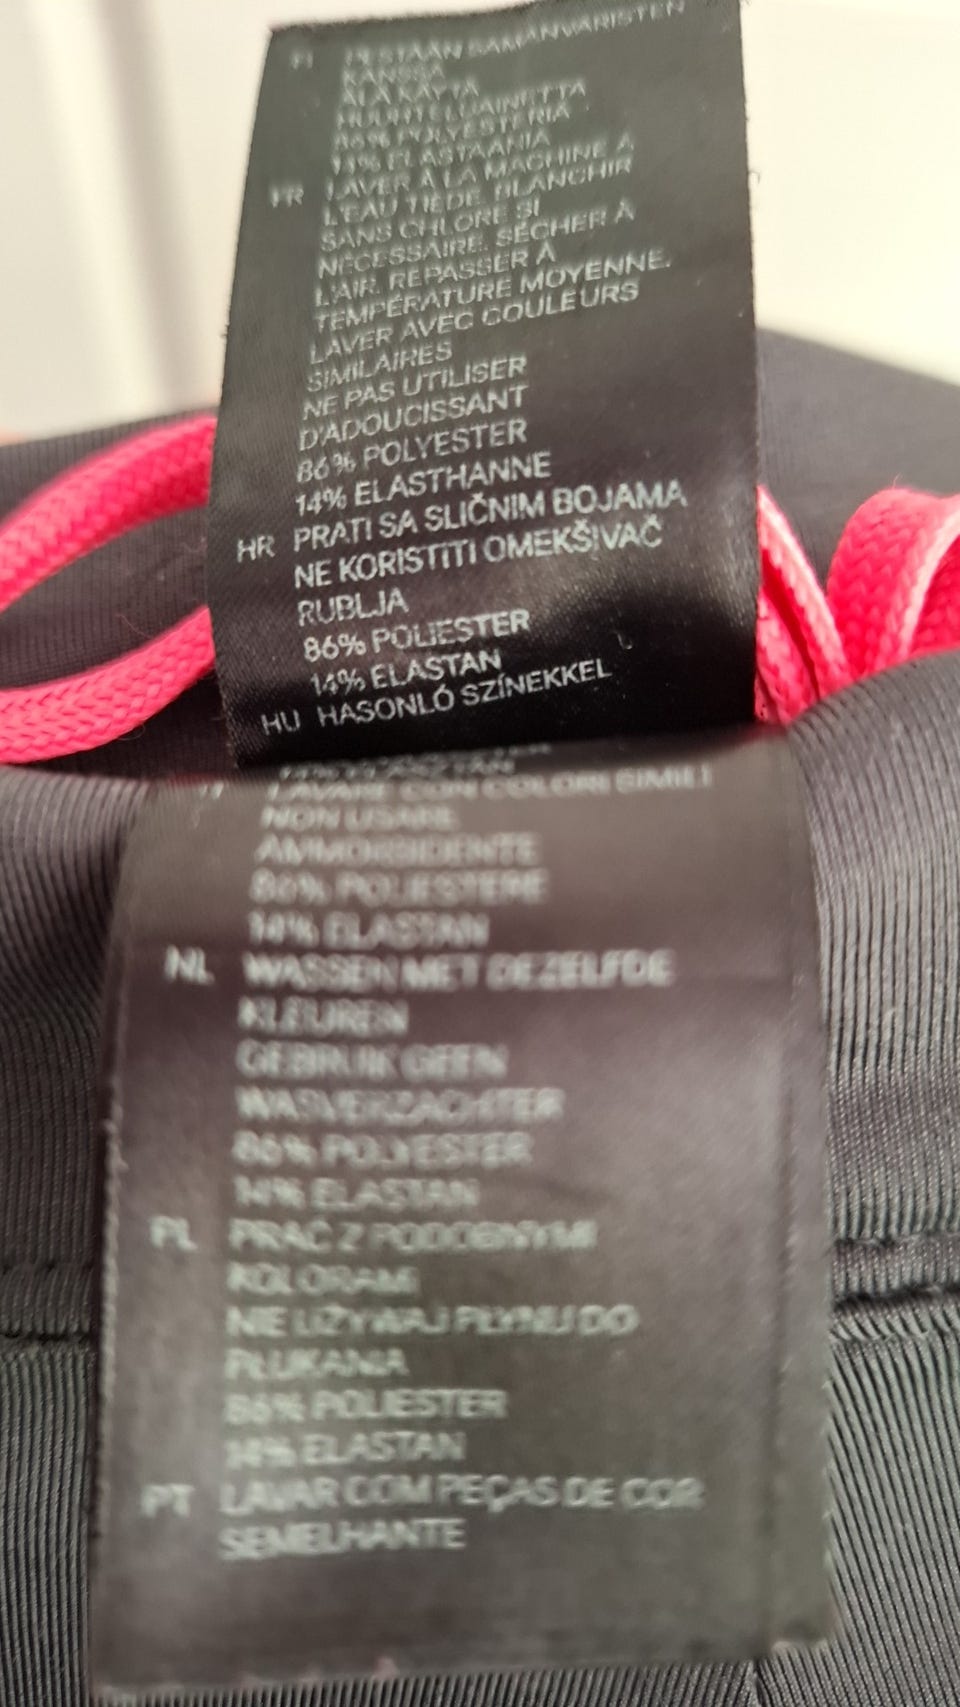 FI PESTÄÄN SAMANVÄRISTEN
KANSSA
ÄLÄ KÄYTÄ
HUUHTELUAINETTA
86% POLYESTERIA
14% ELASTAANIA
FR LAVER À LA MACHINE À
L'EAU TIÈDE, BLANCHIR
SANS CHLORE SI
NÉCESSAIRE. SÉCHER À
L'AIR. REPASSER À
TEMPÉRATURE MOYENNE.
LAVER AVEC COULEURS
SIMILAIRES
NE PAS UTILISER
D'ADOUCISSANT
86% POLYESTER
14% ELASTHANNE
HR PRATI SA SLIČNIM BOJAMA
NE KORISTITI OMEKŠIVAČ
RUBLJA
86% POLIESTER
14% ELASTAN
HU HASONLÓ SZÍNEKKEL
LAVARE CON COLORI SIMILI
NON USARE
AMMORBIDENTE
86% POLIESTERE
14% ELASTAN
NL WASSEN MET DEZELFDE
KLEUREN
GEBRUIK GEEN
WASVERZACHTER
86% POLYESTER
14% ELASTAN
PL PRAĆ Z PODOBNYMI
KOLORAMI
NIE UŻYWAJ PŁYNU DO
PŁUKANIA
86% POLIESTER
14% ELASTAN
PT LAVAR COM PEÇAS DE COR
SEMELHANTE